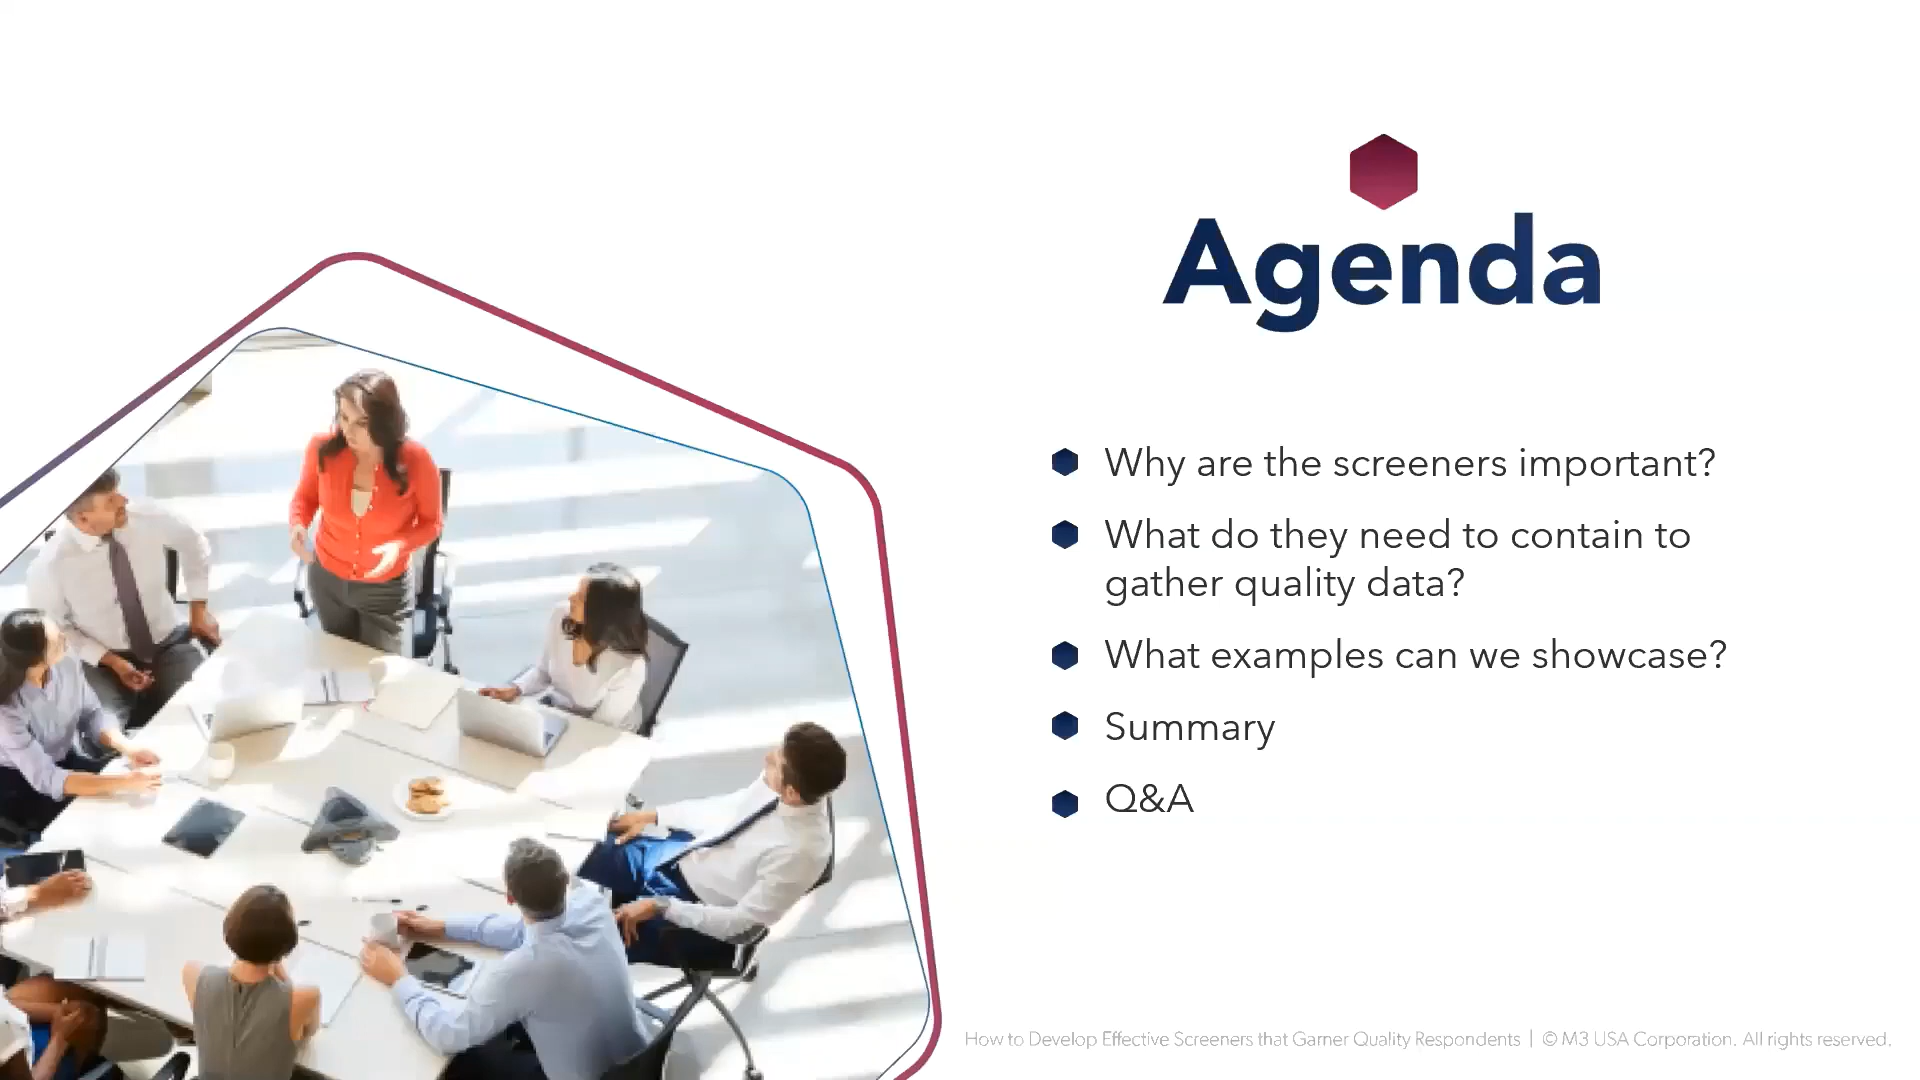 Agenda
Why are the screeners important?
What do they need to contain to
gather quality data?
What examples can we showcase?
Summary
Q&A
How to Develop Effective Screeners that Garner Quality Respondents | © M3 USA Corporation. All rights reserved.